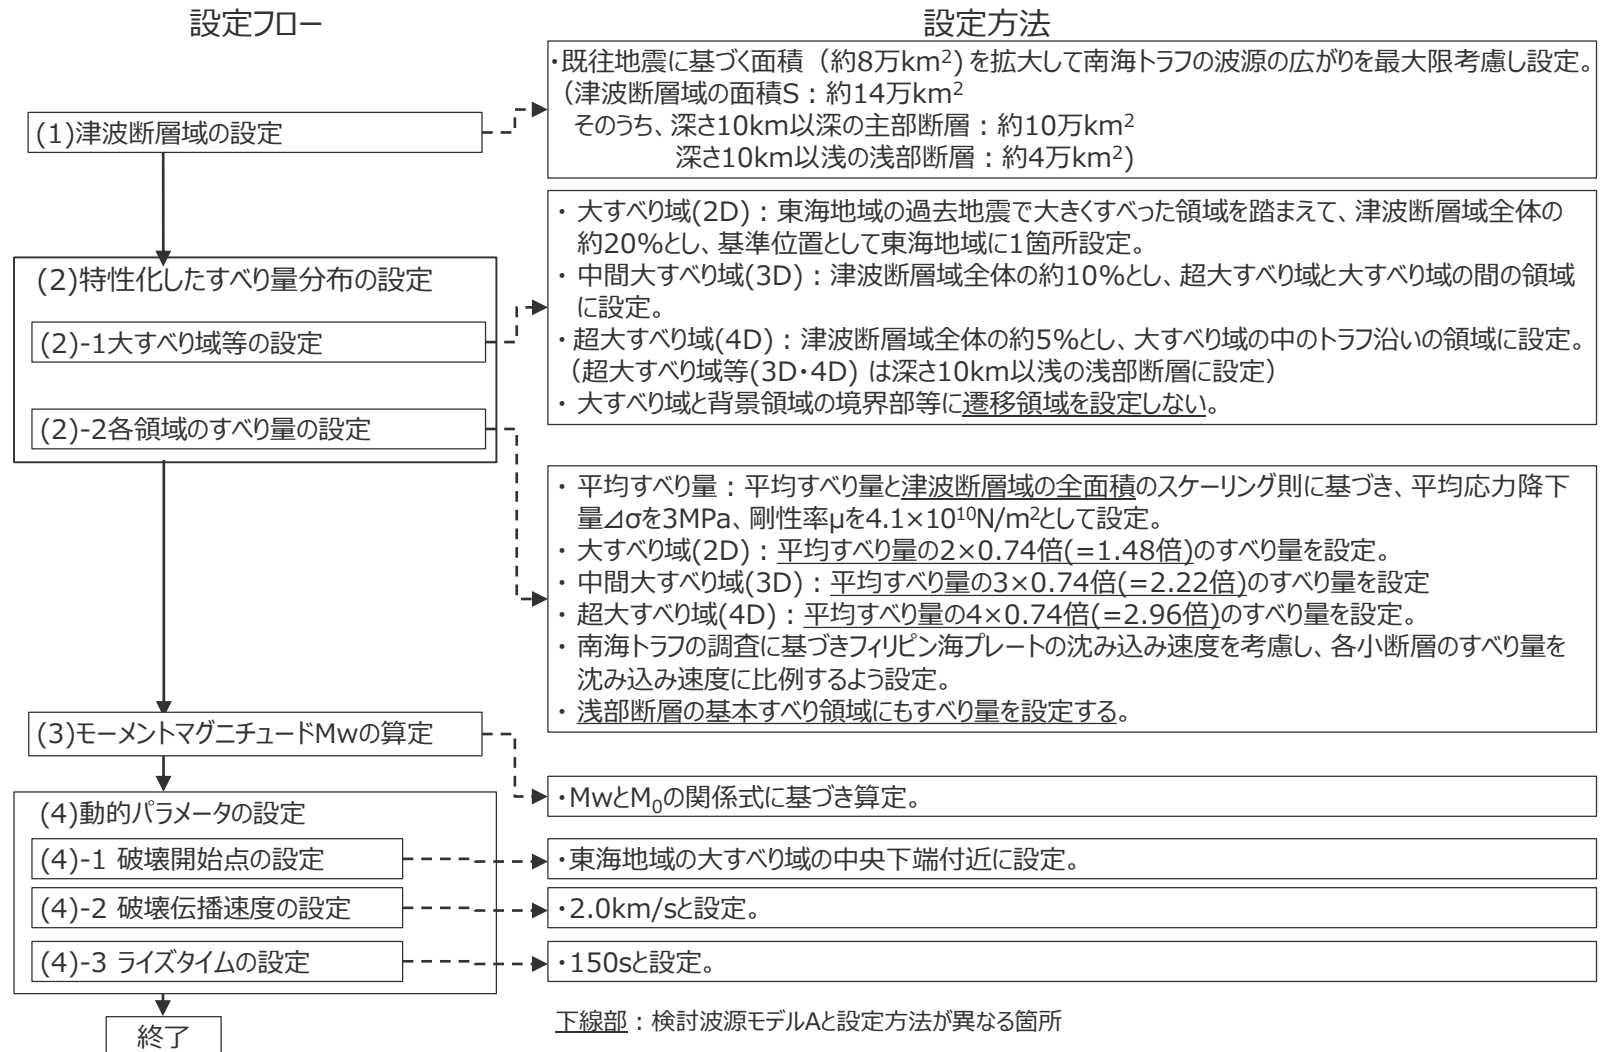 設定フロー
設定方法
(1)津波断層域の設定
・既往地震に基づく面積（約8万km²)を拡大して南海トラフの波源の広がりを最大限考慮し設定。
（津波断層域の面積S：約14万km²
そのうち、深さ10km以深の主部断層：約10万km²
深さ10km以浅の浅部断層：約4万km²)
(2)特性化したすべり量分布の設定
(2)-1大すべり域等の設定
・ 大すべり域(2D)：東海地域の過去地震で大きくすべった領域を踏まえて、津波断層域全体の
約20%とし、基準位置として東海地域に1箇所設定。
・ 中間大すべり域(3D)：津波断層域全体の約10%とし、超大すべり域と大すべり域の間の領域
に設定。
・超大すべり域(4D)：津波断層域全体の約5%とし、大すべり域の中のトラフ沿いの領域に設定。
（超大すべり域等(3D・4D) は深さ10km以浅の浅部断層に設定）
・ 大すべり域と背景領域の境界部等に遷移領域を設定しない。
(2)-2各領域のすべり量の設定
・ 平均すべり量：平均すべり量と津波断層域の全面積のスケーリング則に基づき、平均応力降下
量⊿σを3MPa、剛性率μを4.1×10¹⁰N/m²として設定。
・ 大すべり域(2D)：平均すべり量の2×0.74倍(=1.48倍)のすべり量を設定。
・ 中間大すべり域(3D)：平均すべり量の3×0.74倍(=2.22倍)のすべり量を設定
・ 超大すべり域(4D)：平均すべり量の4×0.74倍(=2.96倍)のすべり量を設定。
・ 南海トラフの調査に基づきフィリピン海プレートの沈み込み速度を考慮し、各小断層のすべり量を
沈み込み速度に比例するよう設定。
・ 浅部断層の基本すべり領域にもすべり量を設定する。
(3)モーメントマグニチュードMwの算定
・MwとM₀の関係式に基づき算定。
(4)動的パラメータの設定
(4)-1 破壊開始点の設定
・東海地域の大すべり域の中央下端付近に設定。
(4)-2 破壊伝播速度の設定
・2.0km/sと設定。
(4)-3 ライズタイムの設定
・150sと設定。
終了
下線部：検討波源モデルAと設定方法が異なる箇所